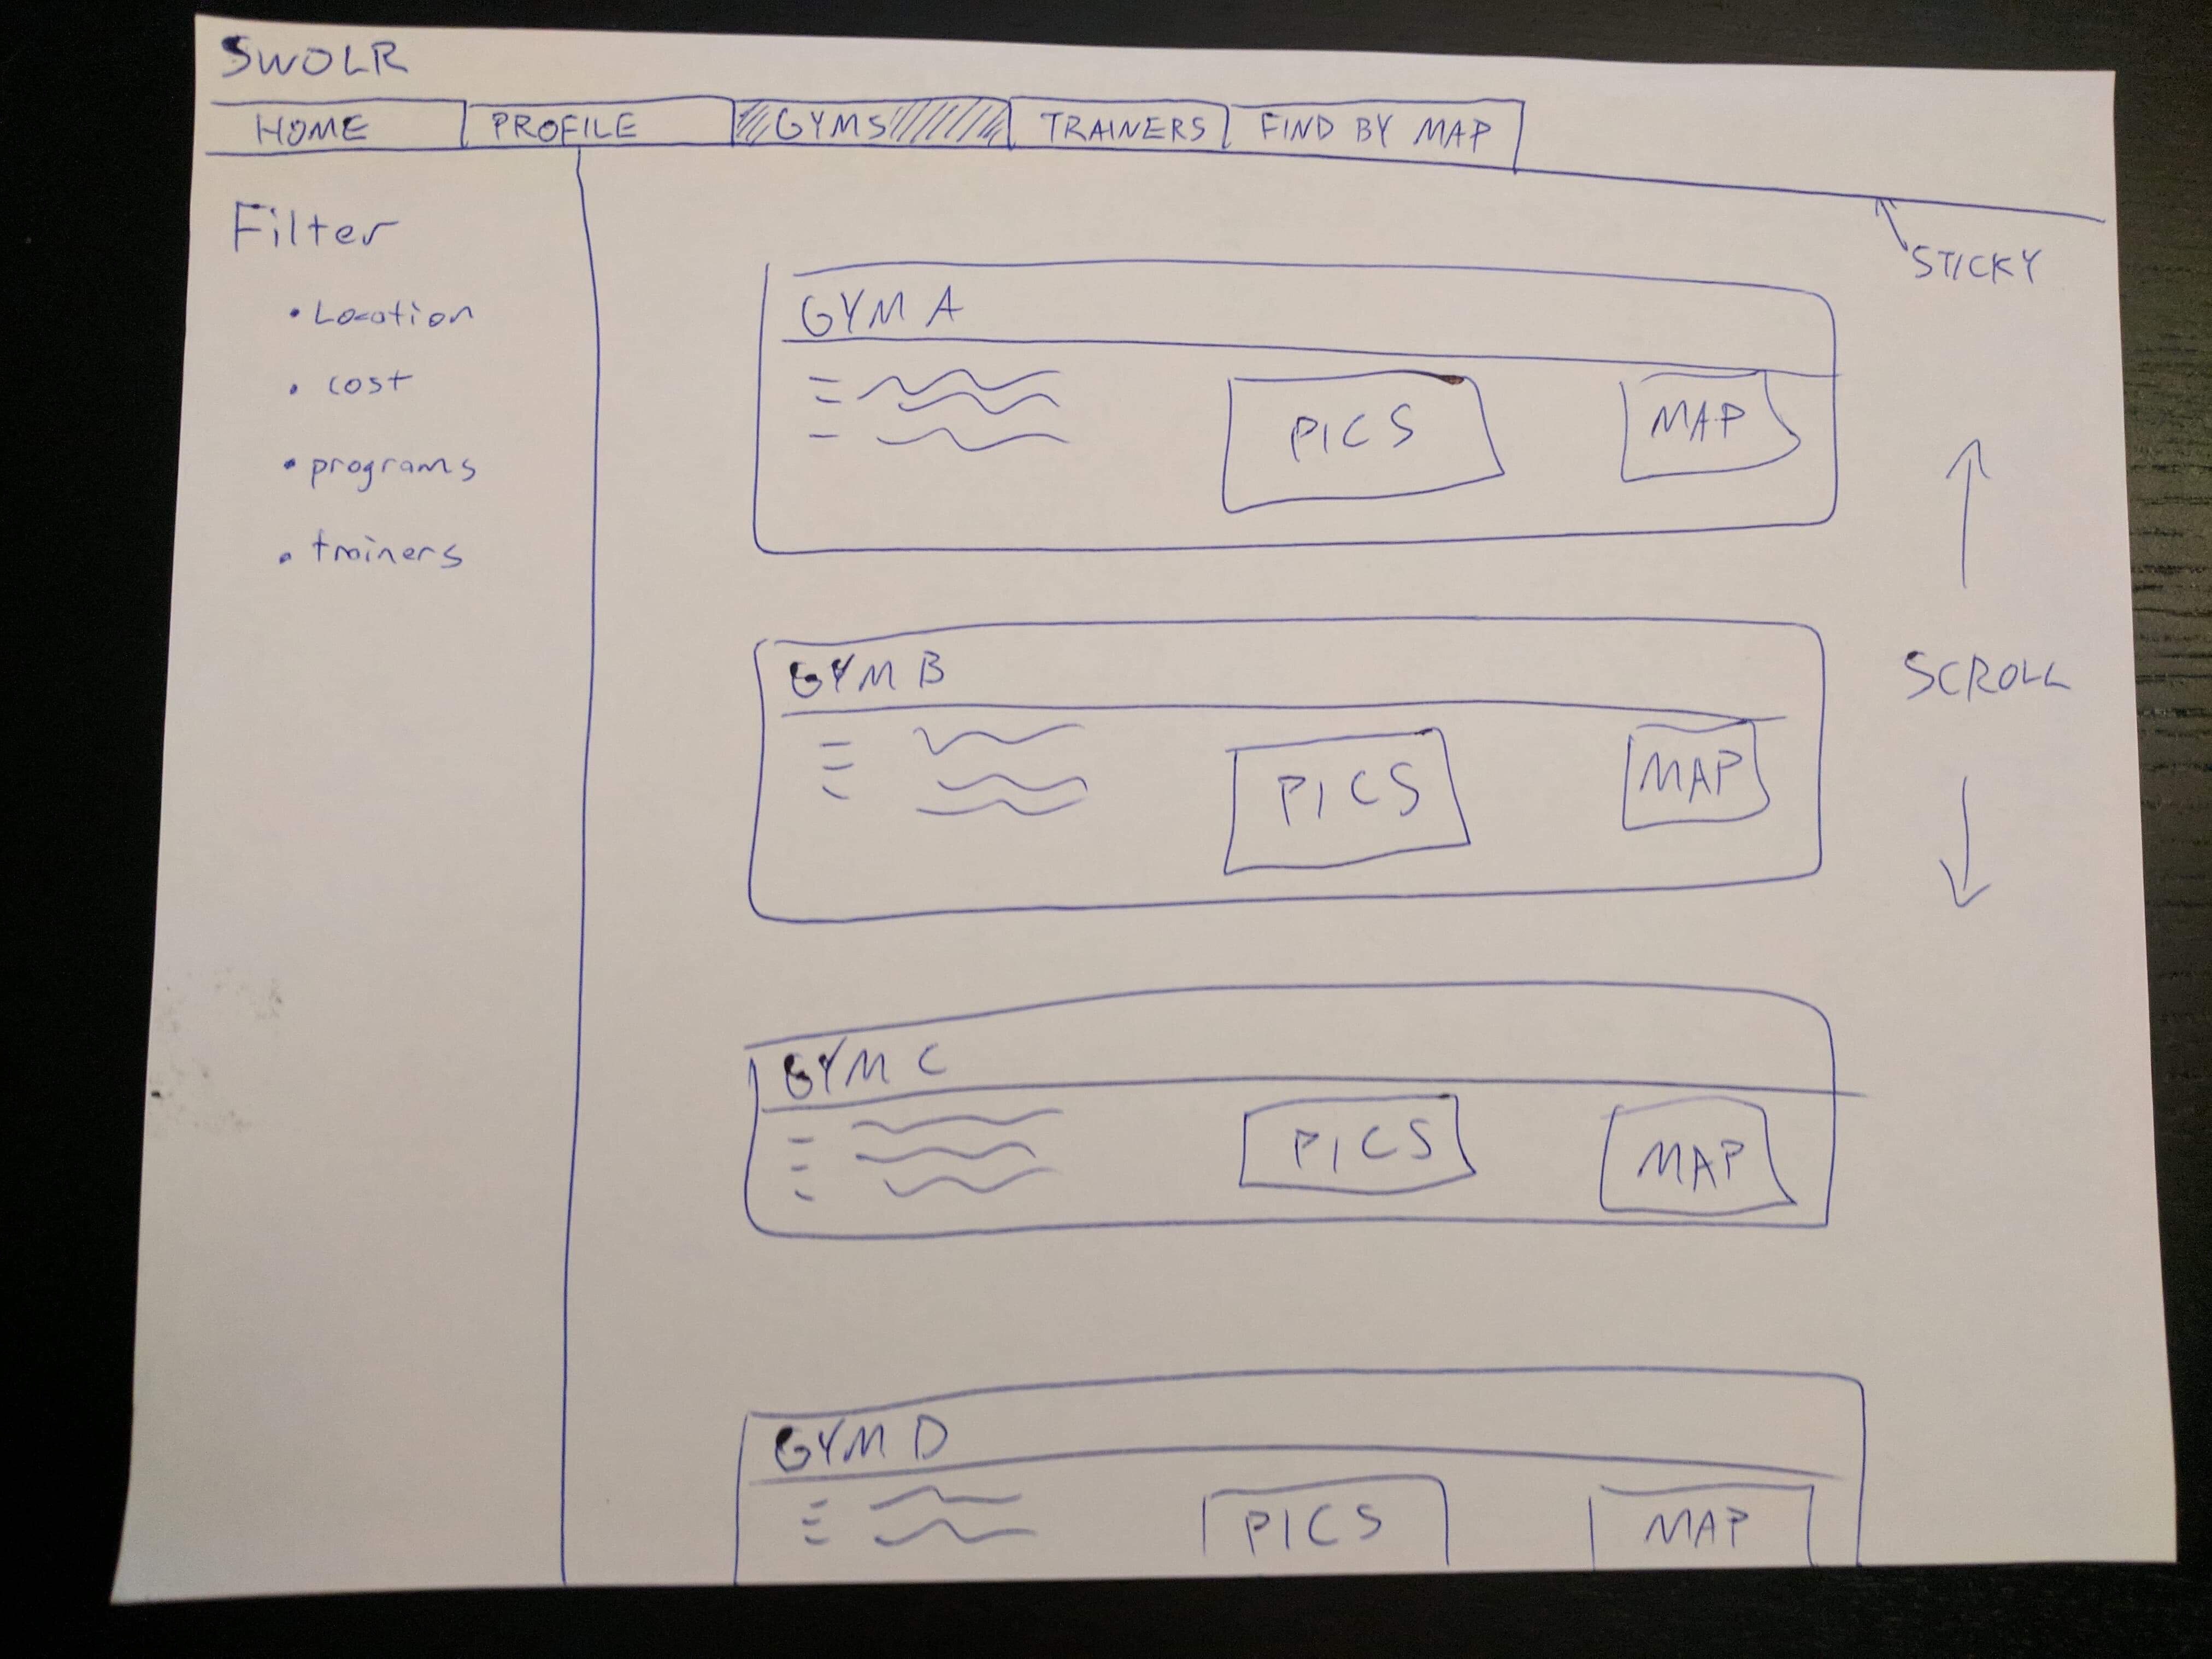 SWOLR
HOME PROFILE GYMS TRAINERS FIND BY MAP
STICKY
Filter
• Location
• cost
• programs
• trainers
GYM A
PICS MAP
GYM B
PICS MAP
GYM C
PICS MAP
GYM D
PICS MAP
SCROLL